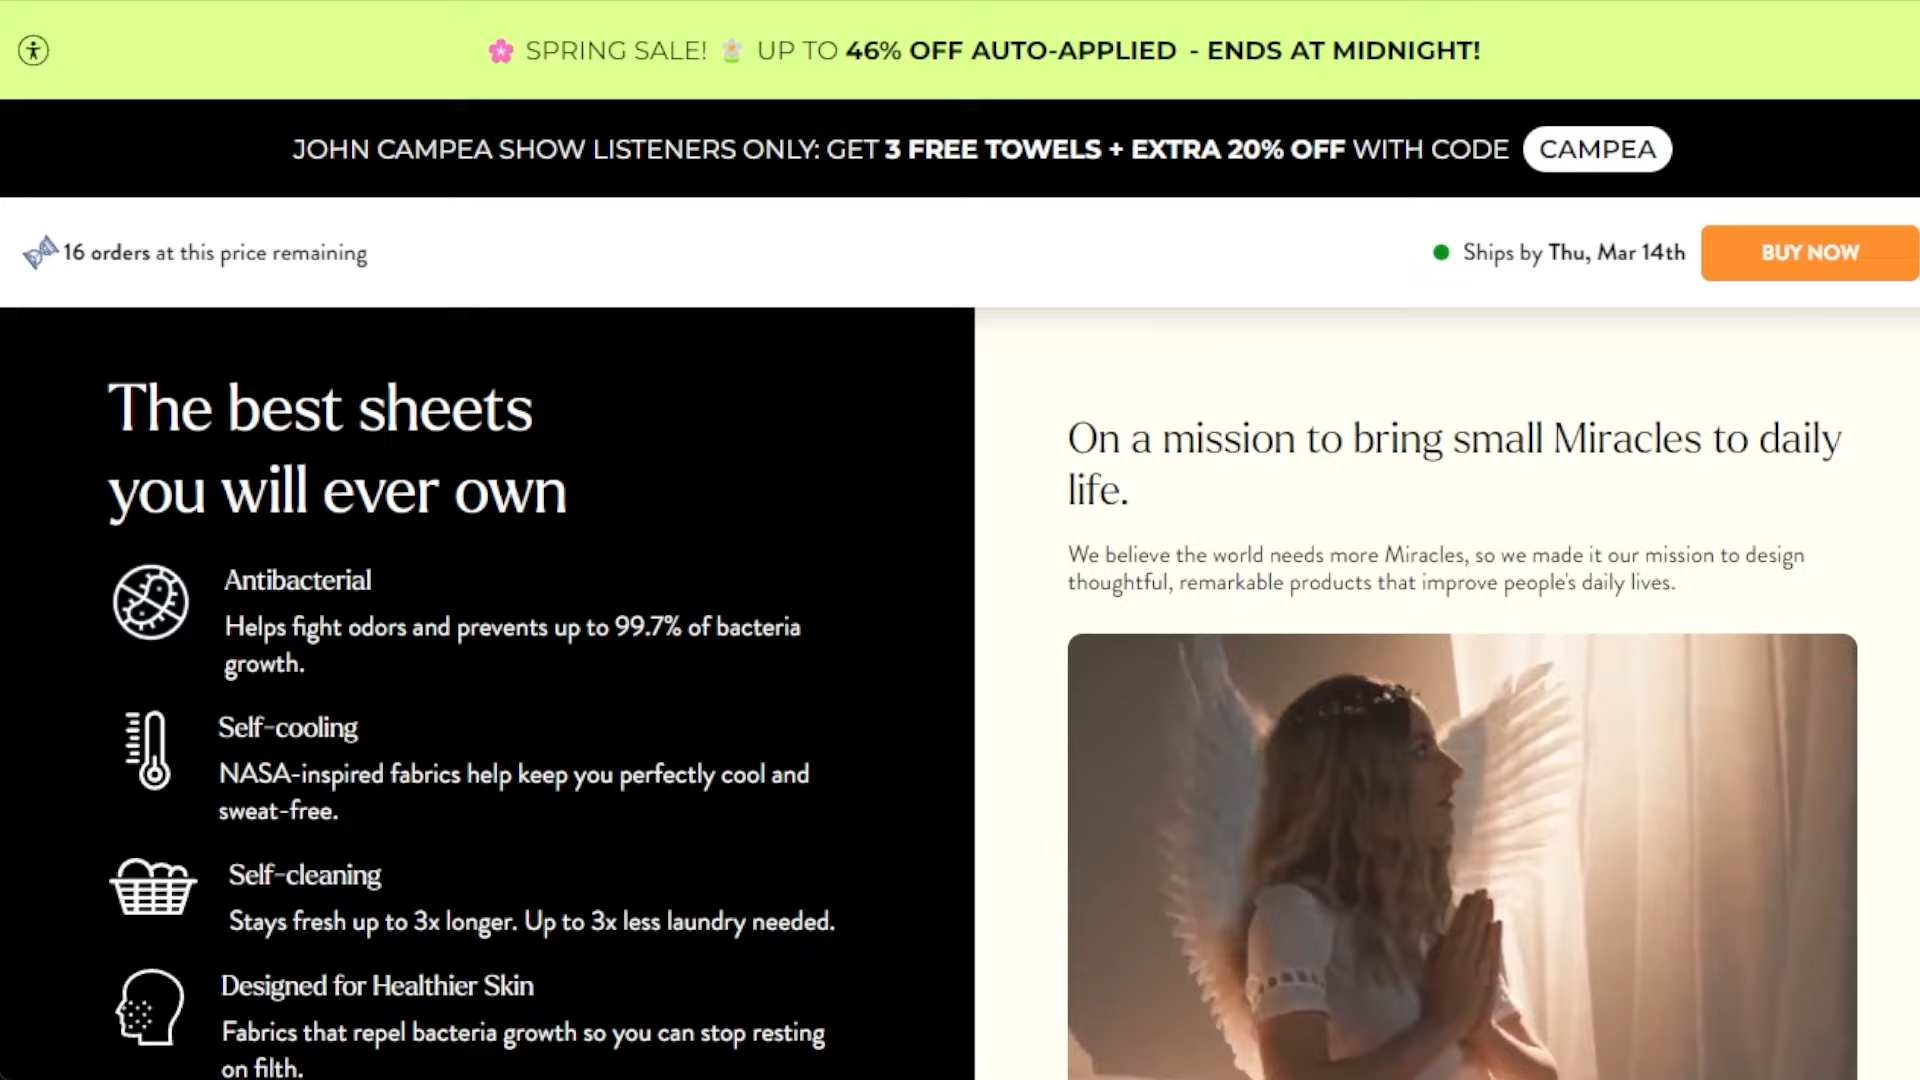 SPRING SALE! UP TO 46% OFF AUTO-APPLIED - ENDS AT MIDNIGHT!
JOHN CAMPEA SHOW LISTENERS ONLY: GET 3 FREE TOWELS + EXTRA 20% OFF WITH CODE CAMPEA
16 orders at this price remaining
Ships by Thu, Mar 14th
BUY NOW
The best sheets
you will ever own
Antibacterial
Helps fight odors and prevents up to 99.7% of bacteria
growth.
Self-cooling
NASA-inspired fabrics help keep you perfectly cool and
sweat-free.
Self-cleaning
Stays fresh up to 3x longer. Up to 3x less laundry needed.
Designed for Healthier Skin
Fabrics that repel bacteria growth so you can stop resting
on filth.
On a mission to bring small Miracles to daily
life.
We believe the world needs more Miracles, so we made it our mission to design
thoughtful, remarkable products that improve people's daily lives.